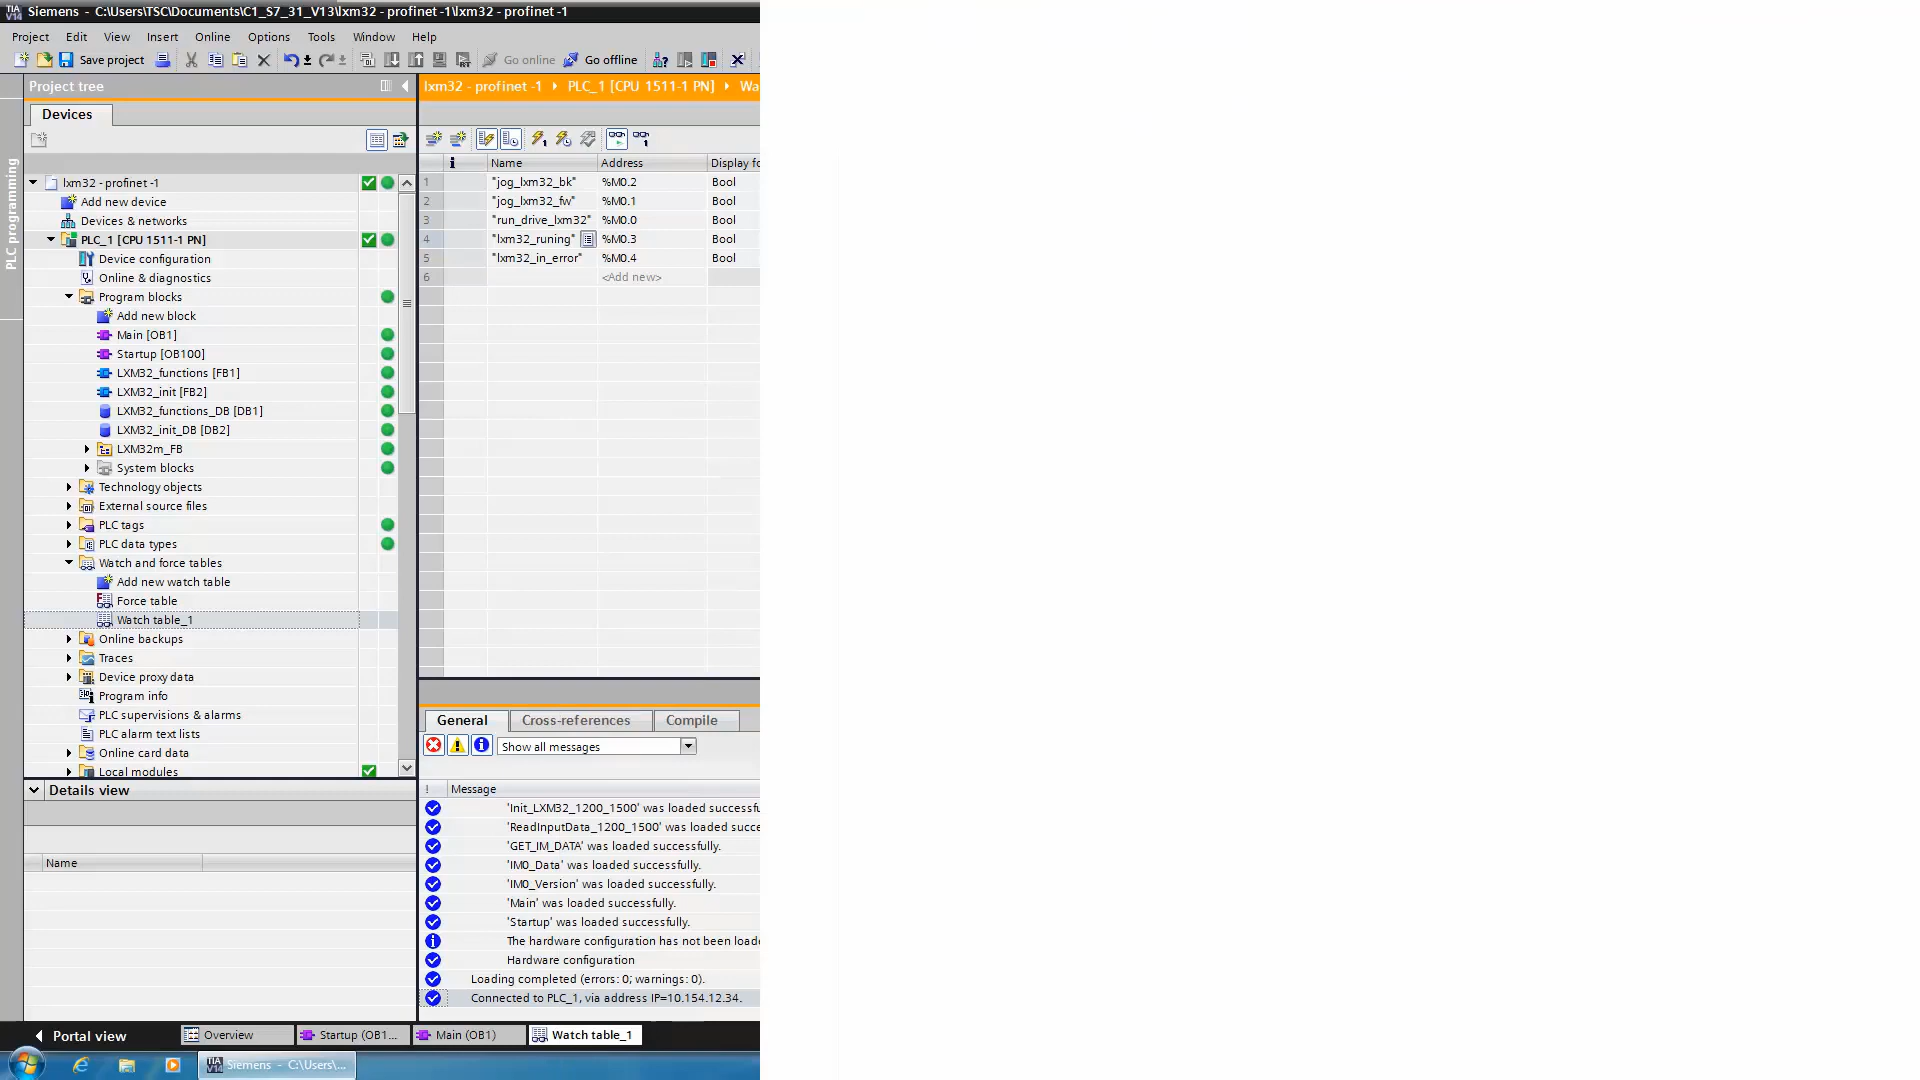 Siemens - C:\Users\TSC\Documents\C1_S7_31_V13\lxm32 - profinet -1\lxm32 - profinet -1
Project Edit View Insert Online Options Tools Window Help
Save project Go online Go offline
Project tree
lxm32 - profinet -1 PLC_1 [CPU 1511-1 PN] Wa
Devices
PLC programming
i Name Address Display fo
1 "jog_lxm32_bk" %M0.2 Bool
2 "jog_lxm32_fw" %M0.1 Bool
3 "run_drive_lxm32" %M0.0 Bool
4 "lxm32_runing" %M0.3 Bool
5 "lxm32_in_error" %M0.4 Bool
6 <Add new>
lxm32 - profinet -1
Add new device
Devices & networks
PLC_1 [CPU 1511-1 PN]
Device configuration
Online & diagnostics
Program blocks
Add new block
Main [OB1]
Startup [OB100]
LXM32_functions [FB1]
LXM32_init [FB2]
LXM32_functions_DB [DB1]
LXM32_init_DB [DB2]
LXM32m_FB
System blocks
Technology objects
External source files
PLC tags
PLC data types
Watch and force tables
Add new watch table
Force table
Watch table_1
Online backups
Traces
Device proxy data
Program info
PLC supervisions & alarms
PLC alarm text lists
Online card data
Local modules
Details view
Name
General Cross-references Compile
Show all messages
! Message
'Init_LXM32_1200_1500' was loaded successfu
'ReadInputData_1200_1500' was loaded succe
'GET_IM_DATA' was loaded successfully.
'IM0_Data' was loaded successfully.
'IM0_Version' was loaded successfully.
'Main' was loaded successfully.
'Startup' was loaded successfully.
The hardware configuration has not been loade
Hardware configuration
Loading completed (errors: 0; warnings: 0).
Connected to PLC_1, via address IP=10.154.12.34.
Portal view Overview Startup (OB1... Main (OB1) Watch table_1
Siemens - C:\Users\...